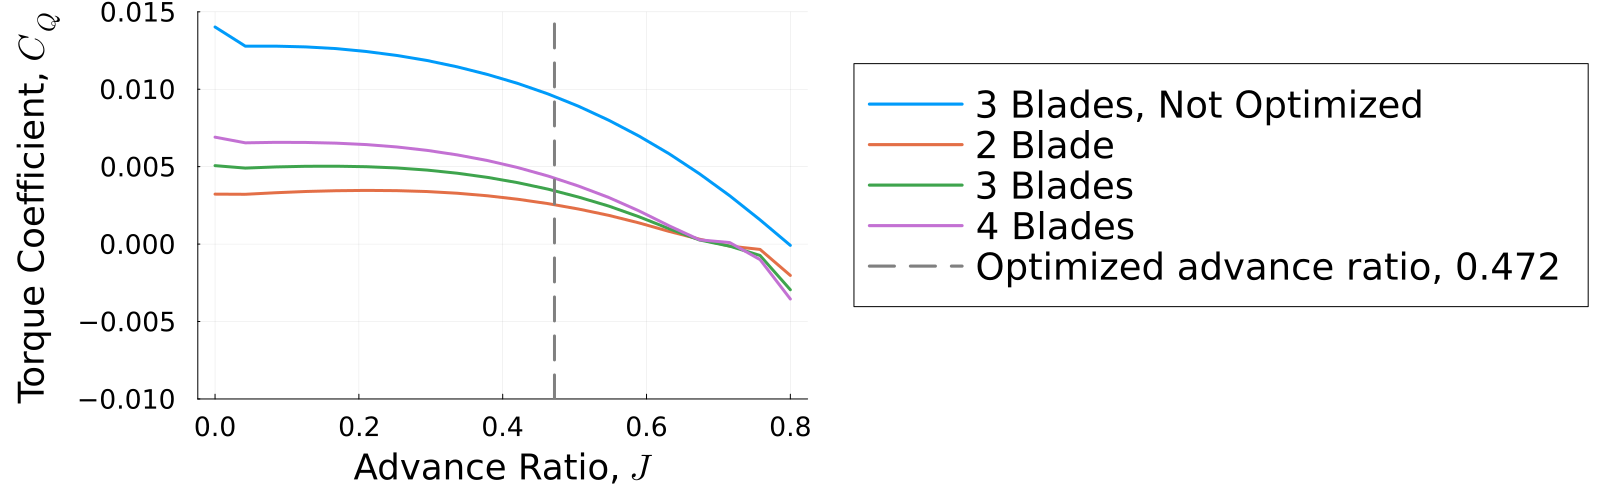 Torque Coefficient, C_Q
0.015
0.010
0.005
0.000
−0.005
−0.010
0.0 0.2 0.4 0.6 0.8
Advance Ratio, J
3 Blades, Not Optimized
2 Blade
3 Blades
4 Blades
Optimized advance ratio, 0.472